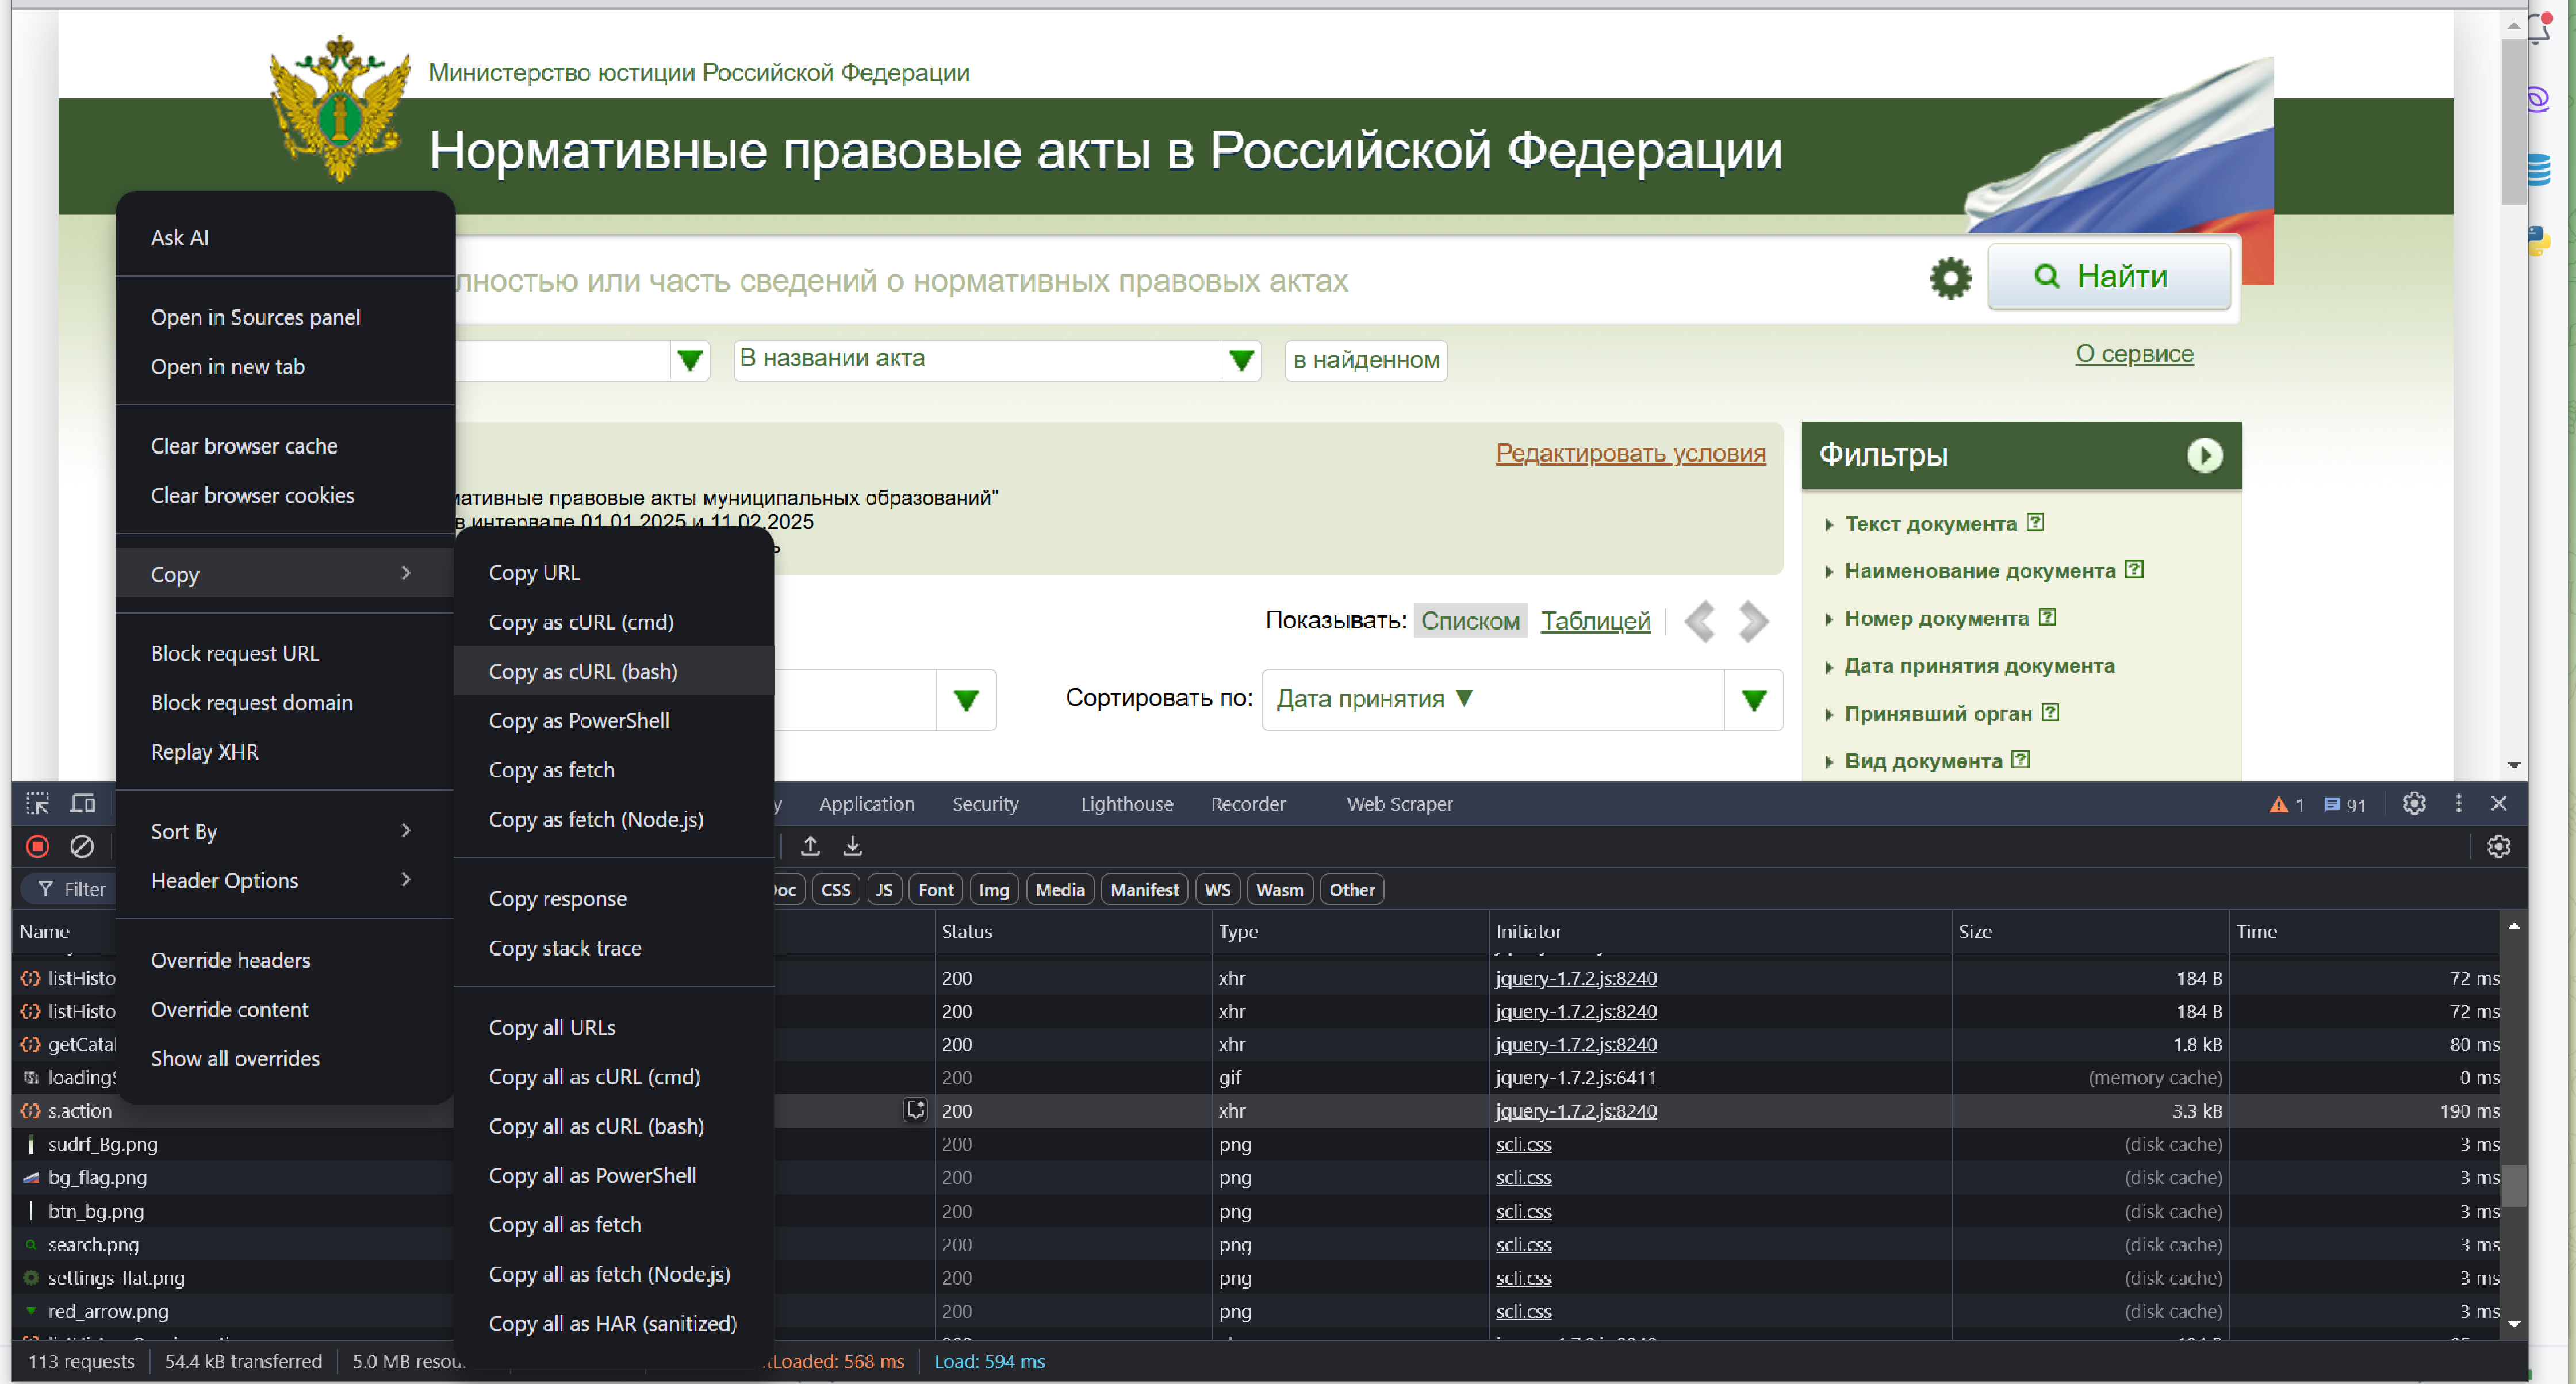 Министерство юстиции Российской Федерации
Нормативные правовые акты в Российской Федерации
лностью или часть сведений о нормативных правовых актах
Найти
В названии акта
в найденном
О сервисе
Редактировать условия
мативные правовые акты муниципальных образований"
в интервале 01.01.2025 и 11.02.2025
Показывать: Списком Таблицей
Сортировать по: Дата принятия ▼
Фильтры
Текст документа ?
Наименование документа ?
Номер документа ?
Дата принятия документа
Принявший орган ?
Вид документа ?
Ask AI
Open in Sources panel
Open in new tab
Clear browser cache
Clear browser cookies
Copy
Block request URL
Block request domain
Replay XHR
Sort By
Header Options
Override headers
Override content
Show all overrides
Copy URL
Copy as cURL (cmd)
Copy as cURL (bash)
Copy as PowerShell
Copy as fetch
Copy as fetch (Node.js)
Copy response
Copy stack trace
Copy all URLs
Copy all as cURL (cmd)
Copy all as cURL (bash)
Copy all as PowerShell
Copy all as fetch
Copy all as fetch (Node.js)
Copy all as HAR (sanitized)
y Application Security Lighthouse Recorder Web Scraper 1 91
Filter oc CSS JS Font Img Media Manifest WS Wasm Other
Name Status Type Initiator Size Time
listHisto 200 xhr jquery-1.7.2.js:8240 184 B 72 ms
listHisto 200 xhr jquery-1.7.2.js:8240 184 B 72 ms
getCatal 200 xhr jquery-1.7.2.js:8240 1.8 kB 80 ms
loadingS 200 gif jquery-1.7.2.js:6411 (memory cache) 0 ms
s.action 200 xhr jquery-1.7.2.js:8240 3.3 kB 190 ms
sudrf_Bg.png 200 png scli.css (disk cache) 3 ms
bg_flag.png 200 png scli.css (disk cache) 3 ms
btn_bg.png 200 png scli.css (disk cache) 3 ms
search.png 200 png scli.css (disk cache) 3 ms
settings-flat.png 200 png scli.css (disk cache) 3 ms
red_arrow.png 200 png scli.css (disk cache) 3 ms
113 requests 54.4 kB transferred 5.0 MB resou tLoaded: 568 ms Load: 594 ms